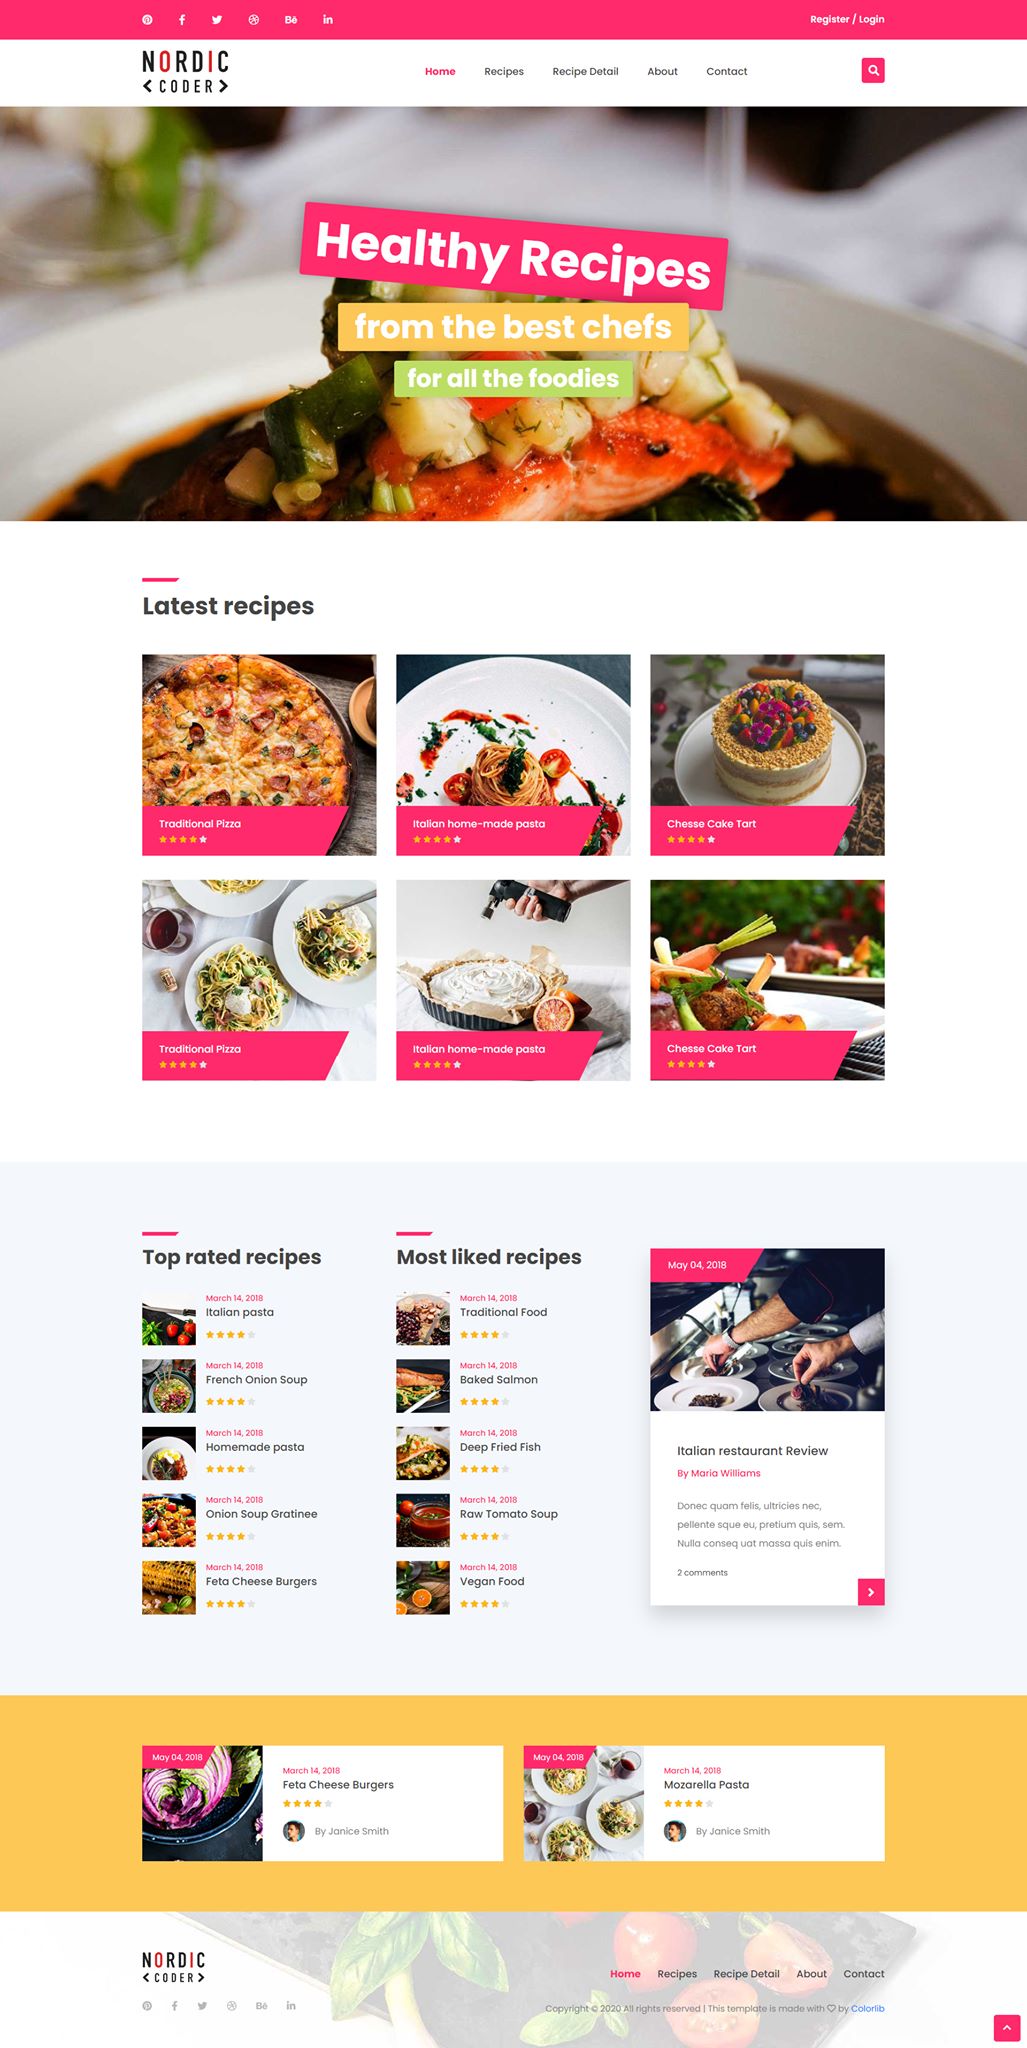 Bē
Register / Login
NORDIC
CODER
Home Recipes Recipe Detail About Contact
Healthy Recipes
from the best chefs
for all the foodies
Latest recipes
Traditional Pizza
Italian home-made pasta
Chesse Cake Tart
Traditional Pizza
Italian home-made pasta
Chesse Cake Tart
Top rated recipes
March 14, 2018
Italian pasta
March 14, 2018
French Onion Soup
March 14, 2018
Homemade pasta
March 14, 2018
Onion Soup Gratinee
March 14, 2018
Feta Cheese Burgers
Most liked recipes
March 14, 2018
Traditional Food
March 14, 2018
Baked Salmon
March 14, 2018
Deep Fried Fish
March 14, 2018
Raw Tomato Soup
March 14, 2018
Vegan Food
May 04, 2018
Italian restaurant Review
By Maria Williams
Donec quam felis, ultricies nec,
pellente sque eu, pretium quis, sem.
Nulla conseq uat massa quis enim.
2 comments
May 04, 2018
March 14, 2018
Feta Cheese Burgers
By Janice Smith
May 04, 2018
March 14, 2018
Mozarella Pasta
By Janice Smith
NORDIC
CODER
Home Recipes Recipe Detail About Contact
Bē
Copyright © 2020 All rights reserved | This template is made with ♡ by Colorlib